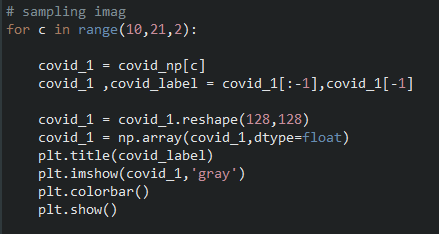 # sampling imag
for c in range(10,21,2):
covid_1 = covid_np[c]
covid_1 ,covid_label = covid_1[:-1],covid_1[-1]
covid_1 = covid_1.reshape(128,128)
covid_1 = np.array(covid_1,dtype=float)
plt.title(covid_label)
plt.imshow(covid_1,'gray')
plt.colorbar()
plt.show()